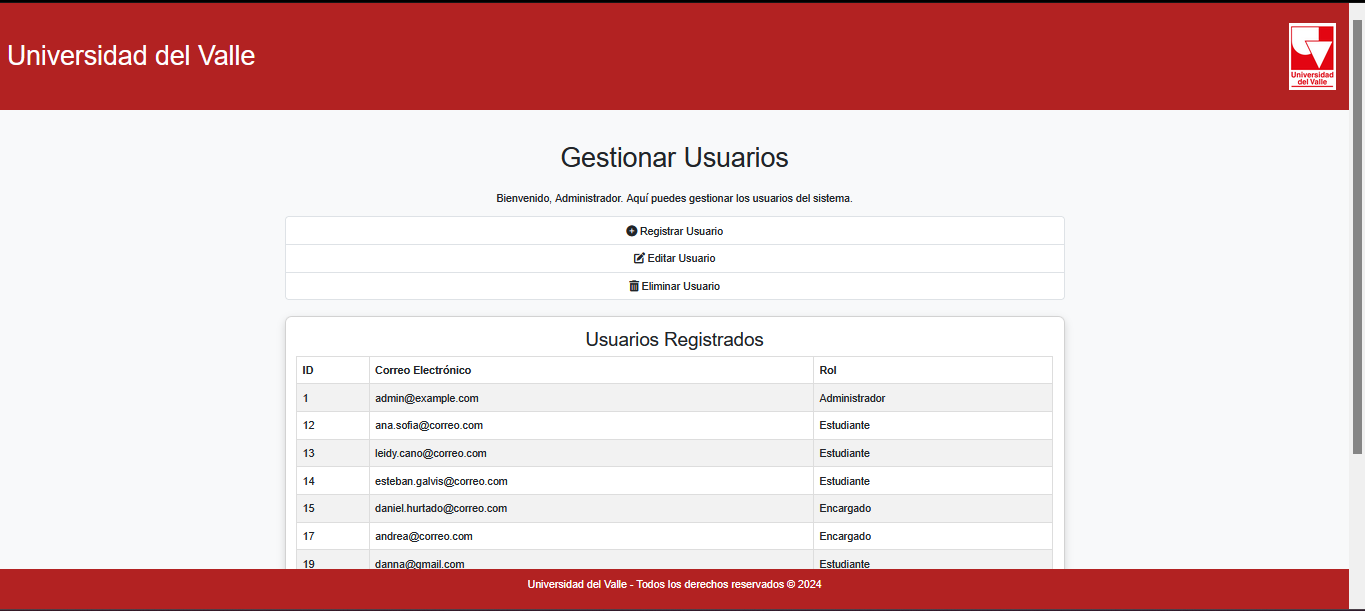 Universidad del Valle
Universidad
del Valle
Gestionar Usuarios
Bienvenido, Administrador. Aquí puedes gestionar los usuarios del sistema.
Registrar Usuario
Editar Usuario
Eliminar Usuario
Usuarios Registrados
ID Correo Electrónico Rol
1 admin@example.com Administrador
12 ana.sofia@correo.com Estudiante
13 leidy.cano@correo.com Estudiante
14 esteban.galvis@correo.com Estudiante
15 daniel.hurtado@correo.com Encargado
17 andrea@correo.com Encargado
19 danna@gmail.com Estudiante
Universidad del Valle - Todos los derechos reservados © 2024